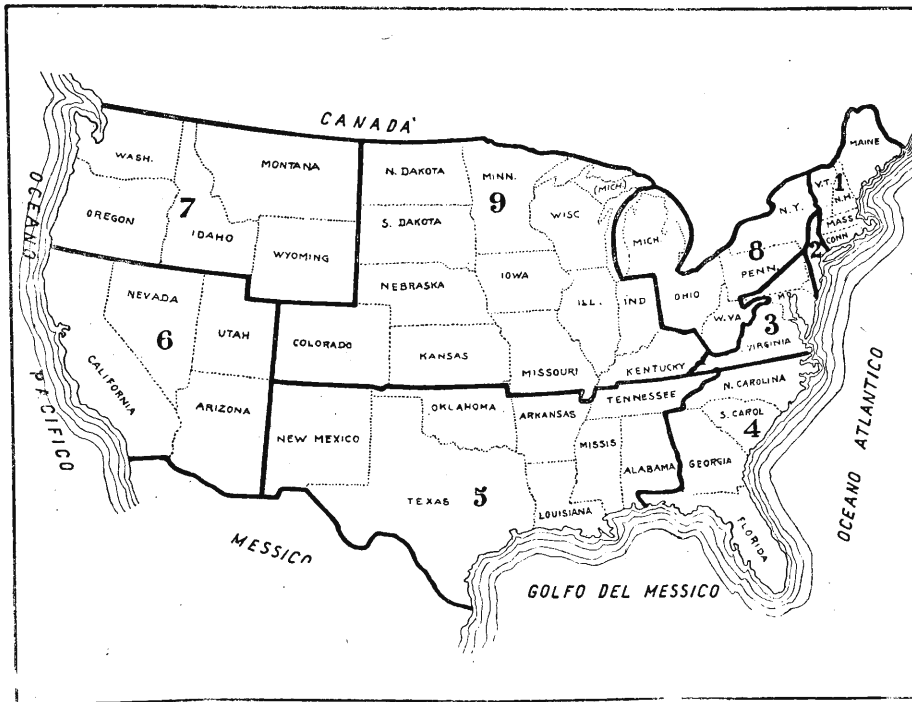 CANADA'
MAINE
WASH.
MONTANA
N. DAKOTA
MINN.
V.T.
1
N.H.
(MICH.)
OCEANO
PACIFICO
OREGON
7
IDAHO
S. DAKOTA
9
WISC
N.Y.
MASS
CONN
MICH.
WYOMING
8
2
PENN.
NEVADA
NEBRASKA
IOWA
ILL.
IND
OHIO
W.VA
3
VIRGINIA
6
UTAH
COLORADO
KANSAS
MISSOURI
KENTUCKY
CALIFORNIA
ARIZONA
NEW MEXICO
OKLAHOMA
ARKANSAS
TENNESSEE
N. CAROLINA
S. CAROL
4
MISSIS
ALABAMA
GEORGIA
TEXAS
5
LOUISIANA
FLORIDA
OCEANO ATLANTICO
MESSICO
GOLFO DEL MESSICO